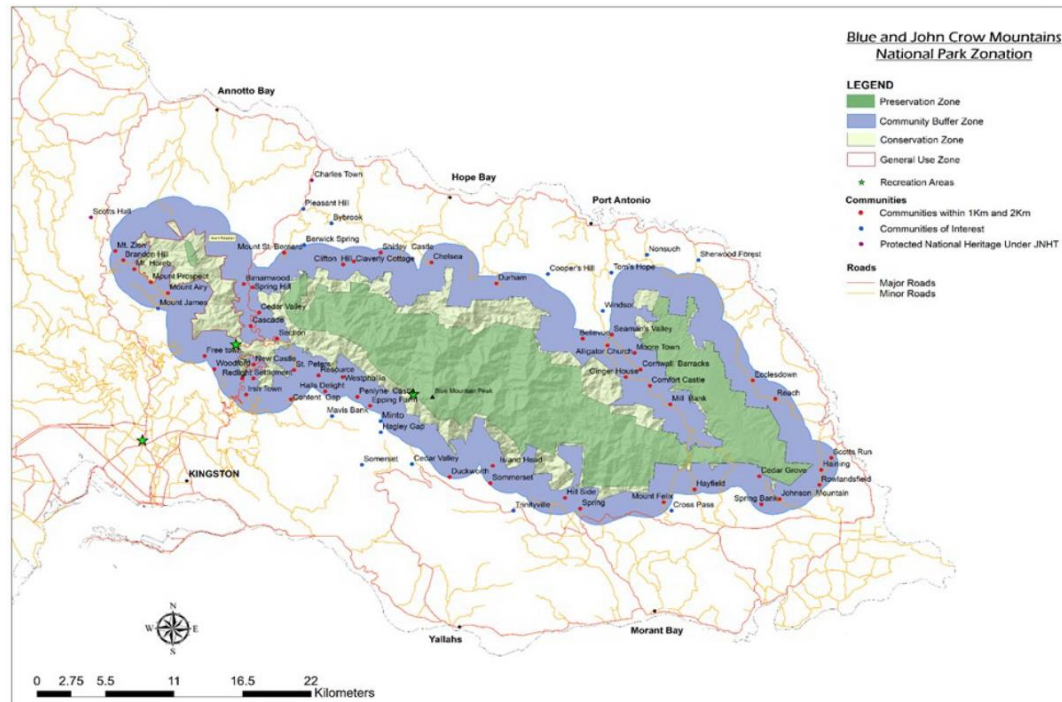 Blue and John Crow Mountains
National Park Zonation
LEGEND
Preservation Zone
Community Buffer Zone
Conservation Zone
General Use Zone
Recreation Areas
Communities
Communities within 1Km and 2Km
Communities of Interest
Protected National Heritage Under JNHT
Roads
Major Roads
Minor Roads
Annotto Bay
Charles Town
Hope Bay
Pleasant Hill
Port Antonio
Scotts Hall
Bybrook
Berwick Spring
Mt. Zion
Brandon Hill
Mt. Horeb
Mount Prospect
Mount Airy
Mount James
Shirley Castle
Clifton Hill
Claverly Cottage
Chelsea
Durham
Cooper's Hill
Nonsuch
Tom's Hope
Sherwood Forest
Spring Hill
Cedar Valley
Cascade
Section
Windsor
Bellevue
Seaman's Valley
Alligator Church
Moore Town
Cornwall Barracks
Ginger House
Comfort Castle
Mill Bank
Ecclesdown
Reach
Woodford
New Castle
Redlight Settlement
Irish Town
St. Peters
Resource
Westphalia
Halls Delight
Content Gap
Penlyne Castle
Epping Farm
Blue Mountain Peak
Mavis Bank
Minto
Hagley Gap
Somerset
Cedar Valley
Duckworth
Island Head
Sommerset
Trinityville
Hill Side
Spring
Mount Felix
Cross Pass
Hayfield
Cedar Grove
Spring Bank
Johnson Mountain
Scotts Run
Haining
Rowlandsfield
KINGSTON
Yallahs
Morant Bay
N
W E
S
0 2.75 5.5 11 16.5 22
Kilometers